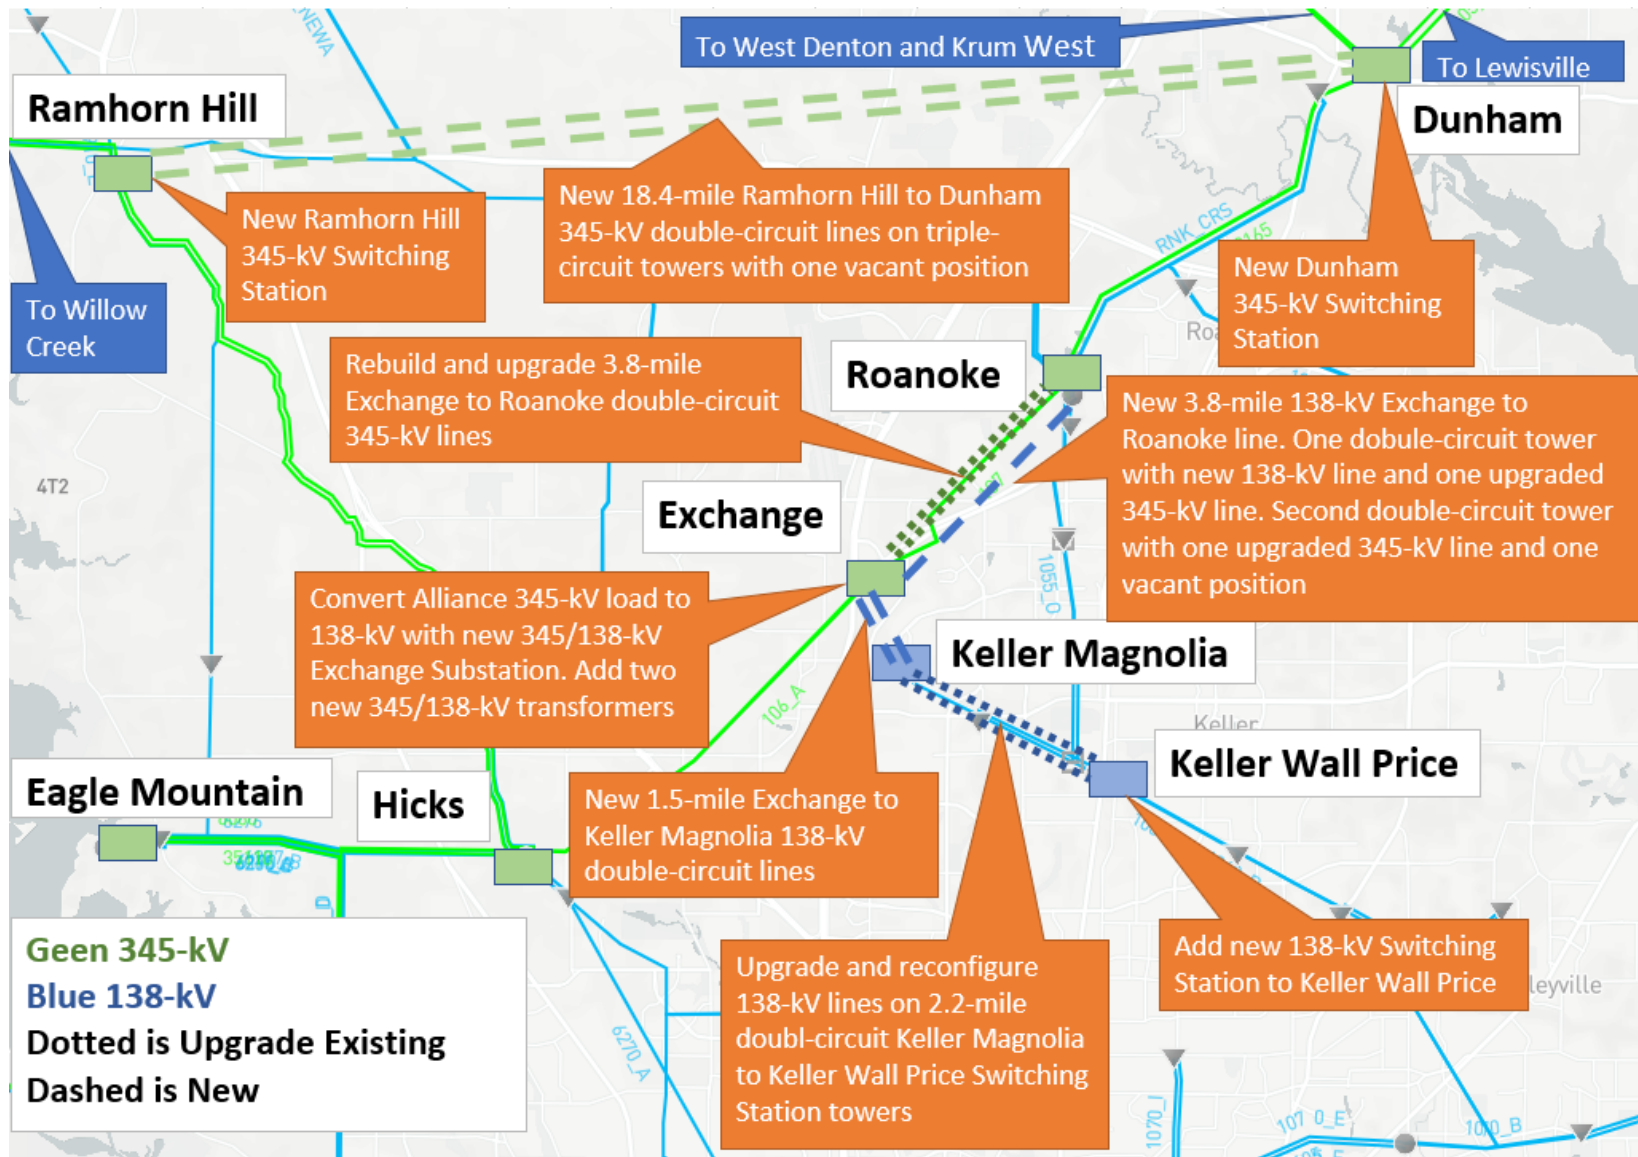 To West Denton and Krum West
To Lewisville
Ramhorn Hill
Dunham
New Ramhorn Hill
345-kV Switching
Station
New 18.4-mile Ramhorn Hill to Dunham
345-kV double-circuit lines on triple-
circuit towers with one vacant position
RNK_CRS
New Dunham
345-kV Switching
Station
To Willow
Creek
Rebuild and upgrade 3.8-mile
Exchange to Roanoke double-circuit
345-kV lines
Roanoke
New 3.8-mile 138-kV Exchange to
Roanoke line. One dobule-circuit tower
with new 138-kV line and one upgraded
345-kV line. Second double-circuit tower
with one upgraded 345-kV line and one
vacant position
4T2
Exchange
Convert Alliance 345-kV load to
138-kV with new 345/138-kV
Exchange Substation. Add two
new 345/138-kV transformers
Keller Magnolia
106_A
Keller
Keller Wall Price
Eagle Mountain
Hicks
New 1.5-mile Exchange to
Keller Magnolia 138-kV
double-circuit lines
Geen 345-kV
Blue 138-kV
Dotted is Upgrade Existing
Dashed is New
Upgrade and reconfigure
138-kV lines on 2.2-mile
doubl-circuit Keller Magnolia
to Keller Wall Price Switching
Station towers
Add new 138-kV Switching
Station to Keller Wall Price
leyville
6270_A
1070_I
107 0_E
1070_B